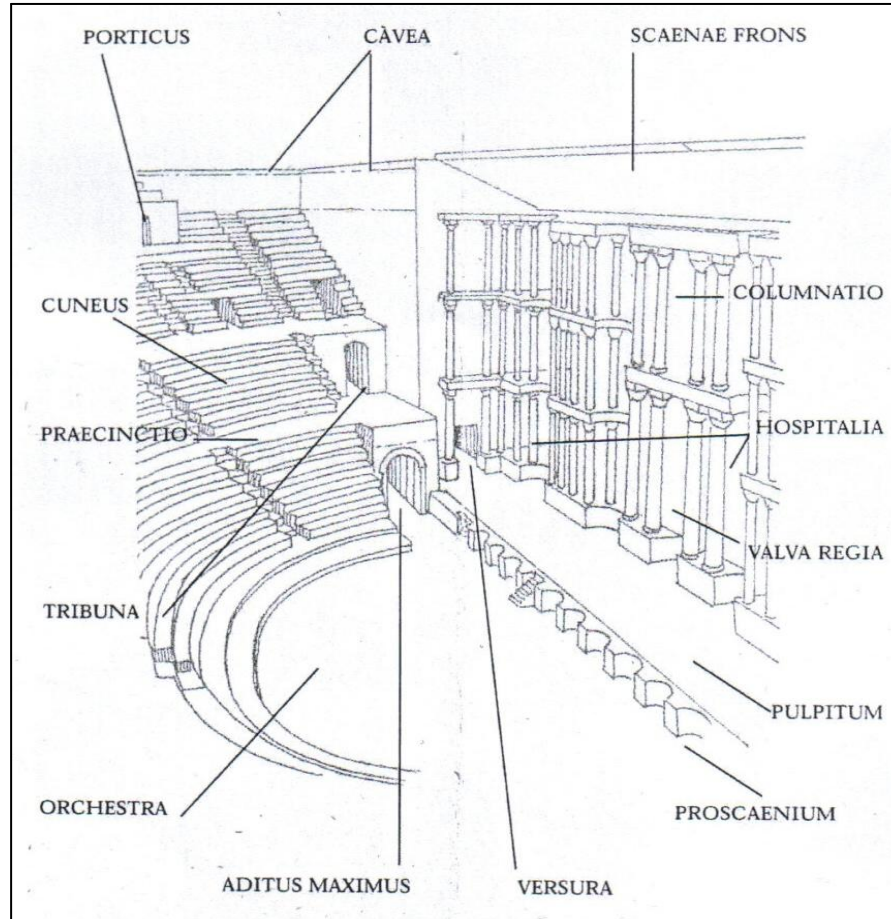 PORTICUS
CÀVEA
SCAENAE FRONS
CUNEUS
COLUMNATIO
PRAECINCTIO
HOSPITALIA
VALVA REGIA
TRIBUNA
PULPITUM
ORCHESTRA
PROSCAENIUM
ADITUS MAXIMUS
VERSURA